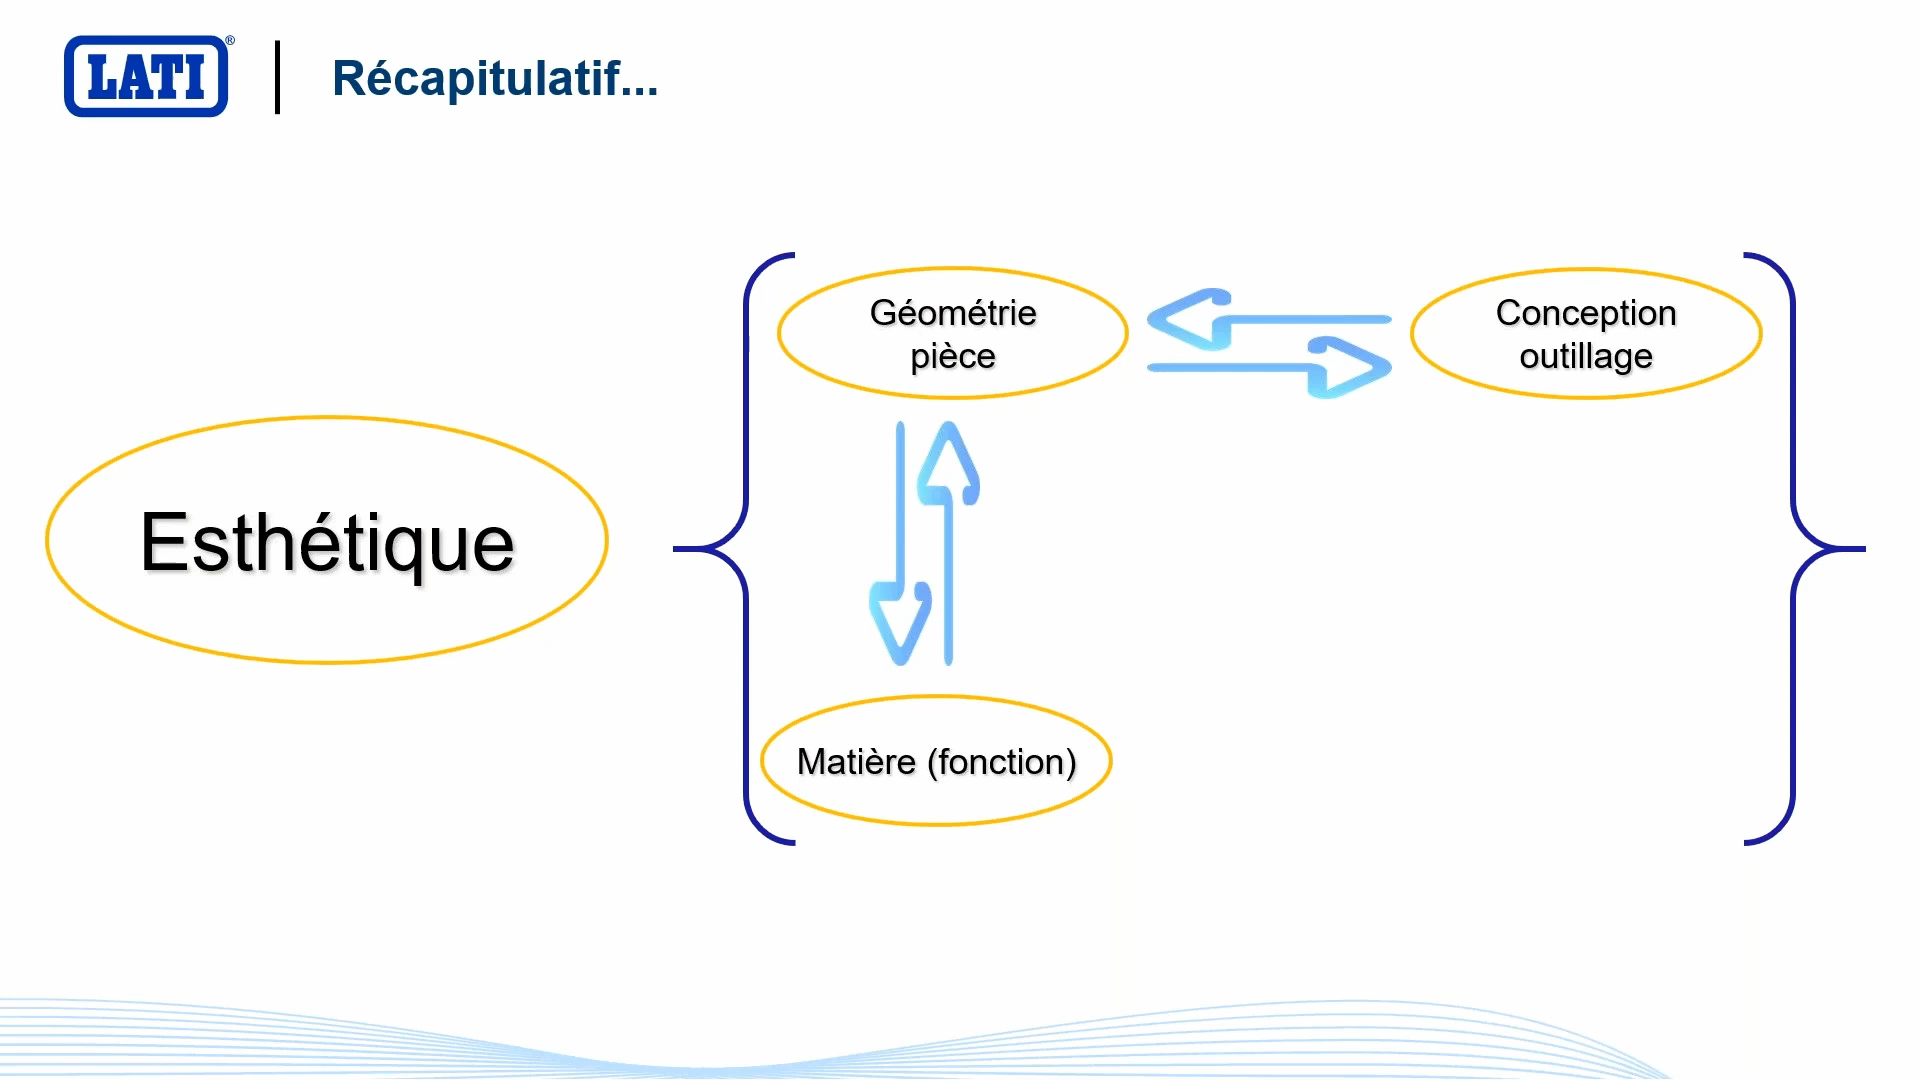 LATI®
Récapitulatif...
Géométrie
pièce
Conception
outillage
Esthétique
Matière (fonction)